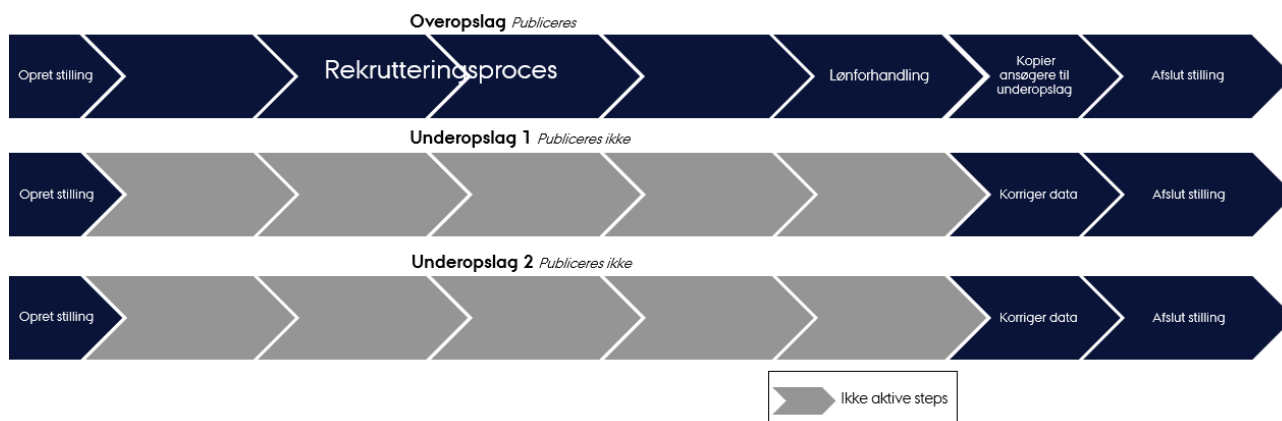 Overopslag Publiceres
Opret stilling
Rekrutteringsproces
Lønforhandling
Kopier
ansøgere til
underopslag
Afslut stilling
Underopslag 1 Publiceres ikke
Opret stilling
Korriger data
Afslut stilling
Underopslag 2 Publiceres ikke
Opret stilling
Korriger data
Afslut stilling
Ikke aktive steps